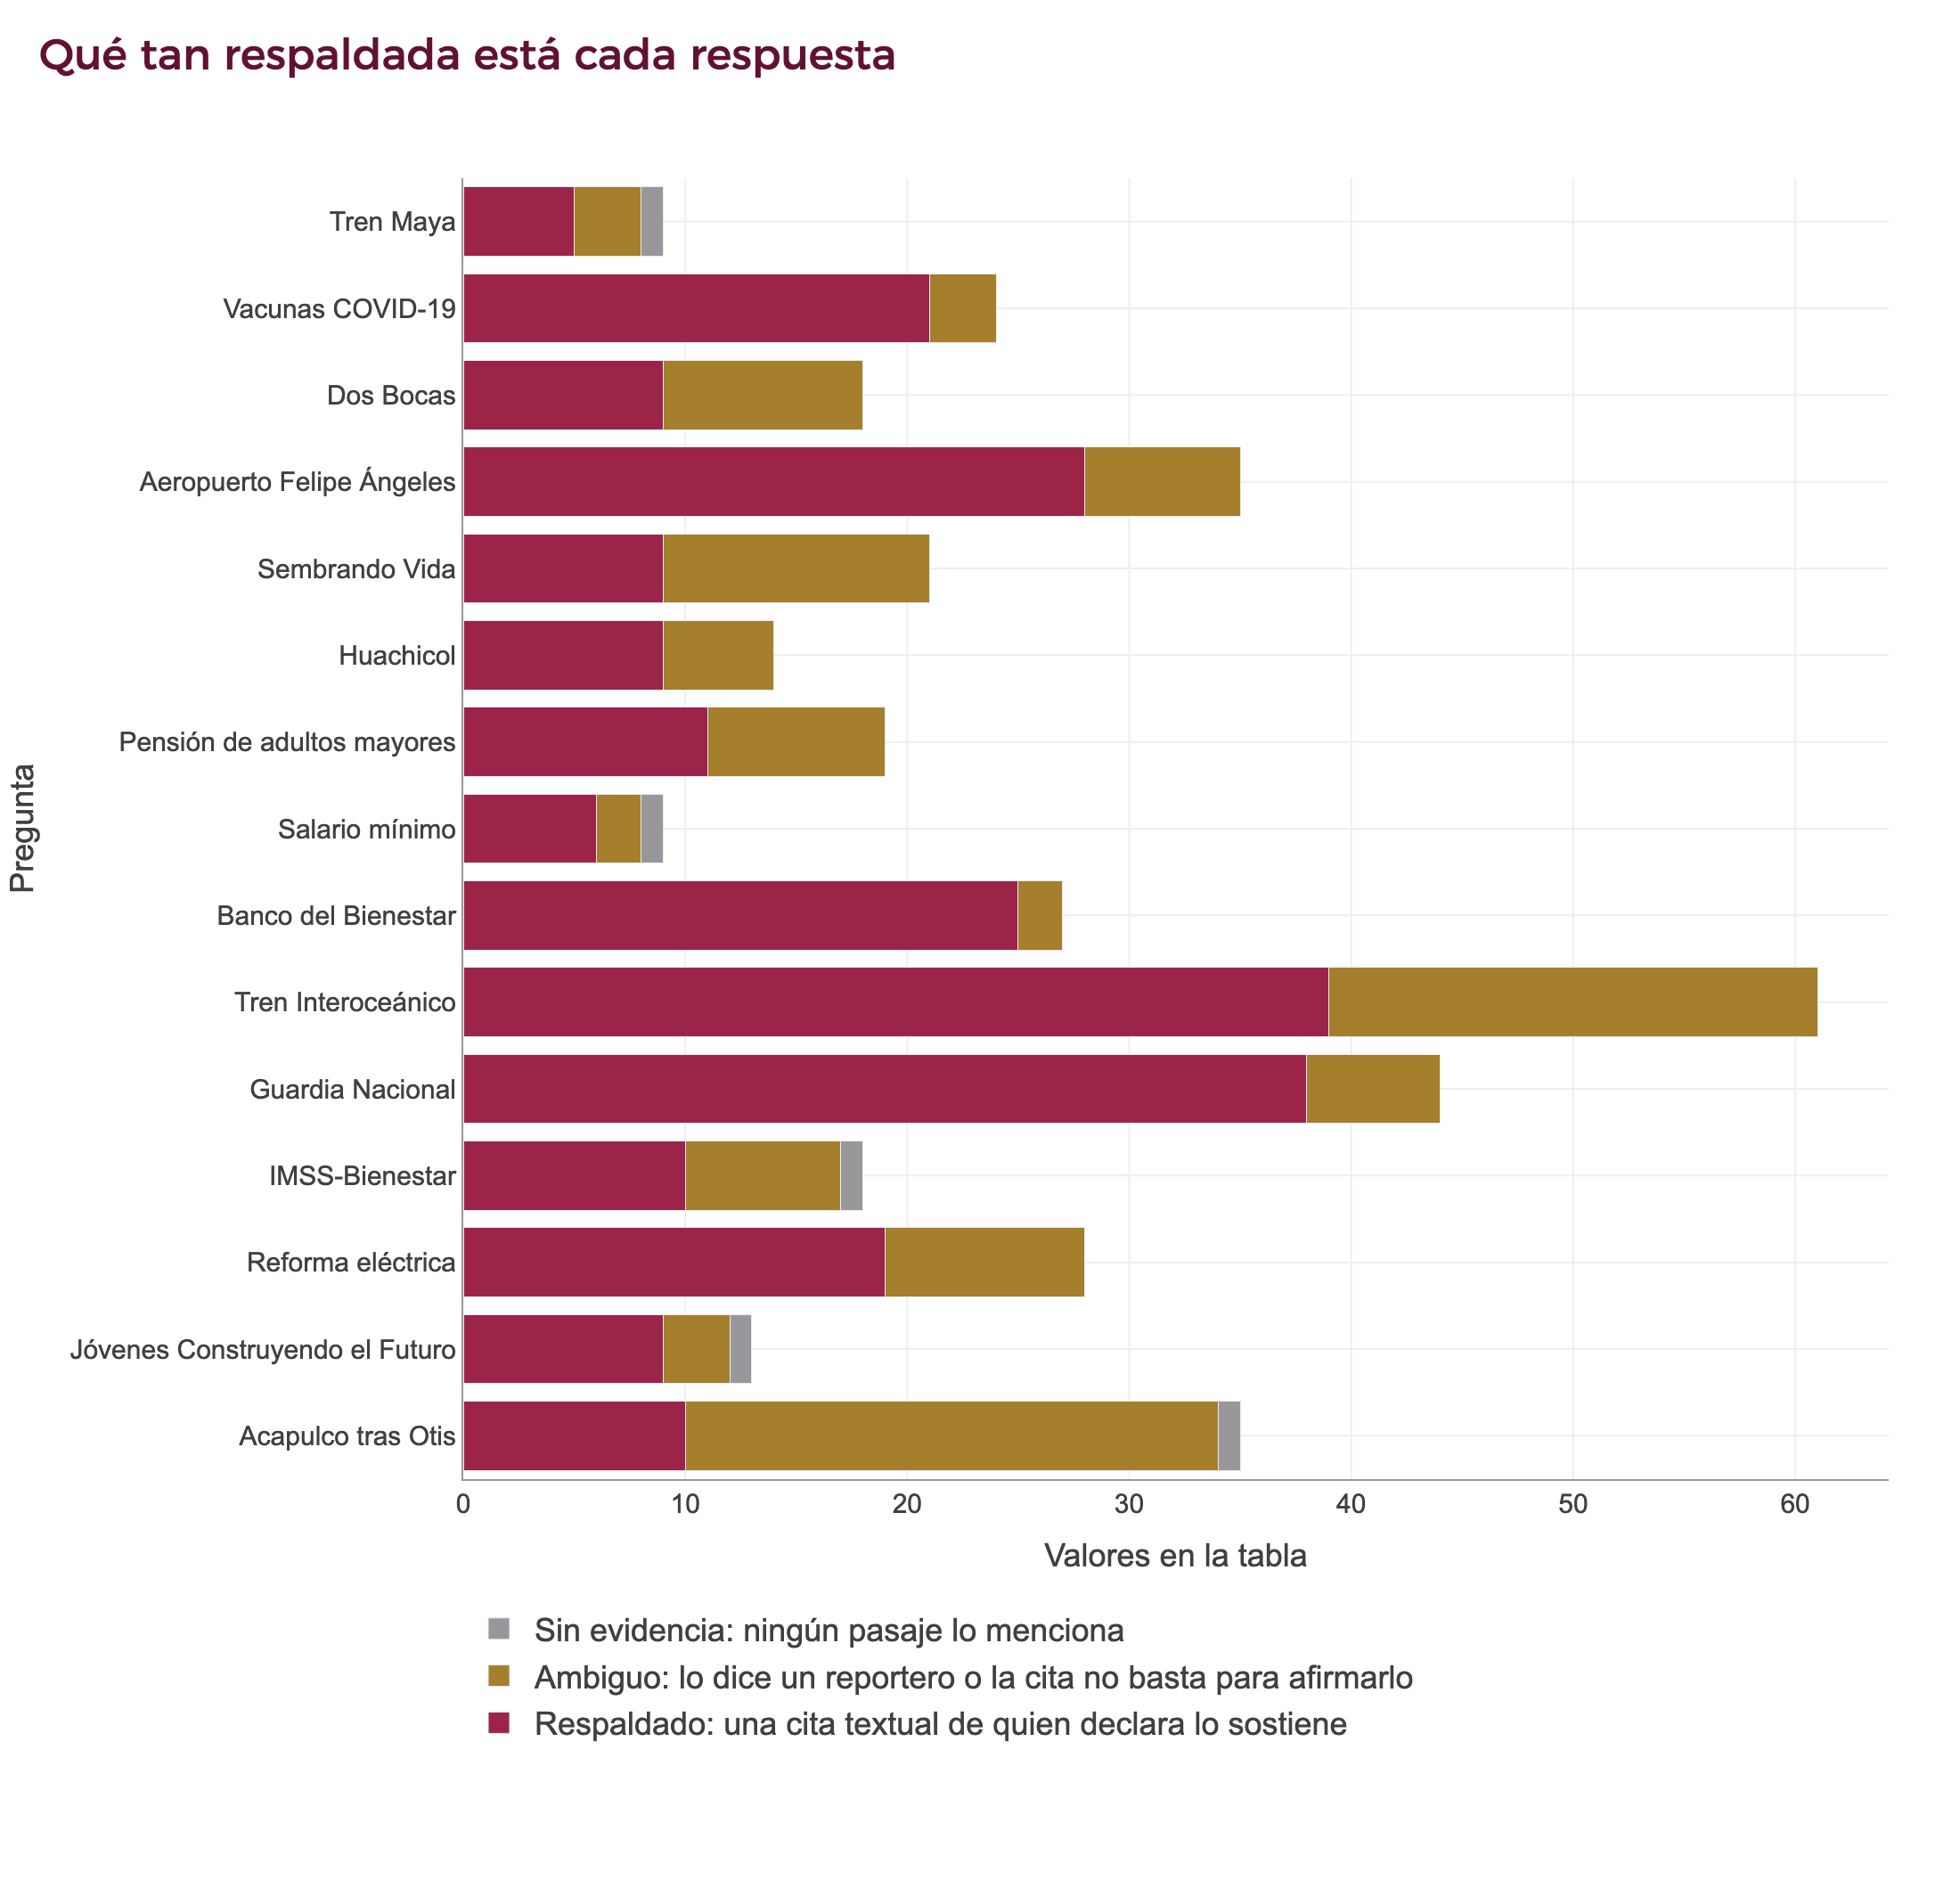 Qué tan respaldada está cada respuesta
Pregunta
Tren Maya
Vacunas COVID-19
Dos Bocas
Aeropuerto Felipe Ángeles
Sembrando Vida
Huachicol
Pensión de adultos mayores
Salario mínimo
Banco del Bienestar
Tren Interoceánico
Guardia Nacional
IMSS-Bienestar
Reforma eléctrica
Jóvenes Construyendo el Futuro
Acapulco tras Otis
0 10 20 30 40 50 60
Valores en la tabla
Sin evidencia: ningún pasaje lo menciona
Ambiguo: lo dice un reportero o la cita no basta para afirmarlo
Respaldado: una cita textual de quien declara lo sostiene